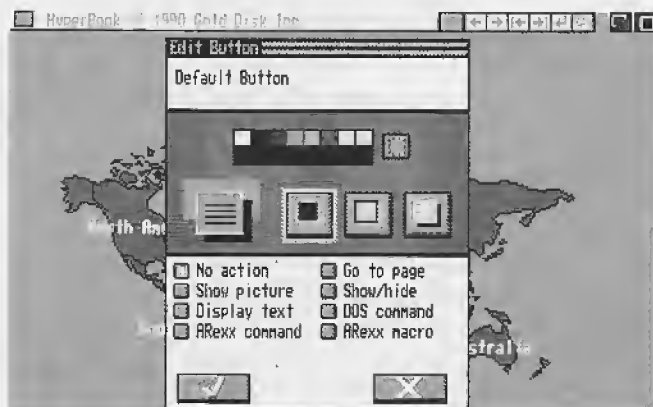 HyperBook © 1990 Gold Disk Inc
Edit Button
Default Button
North Am
No action
Go to page
Show picture
Show/hide
Display text
DOS command
ARexx command
ARexx macro
stralia